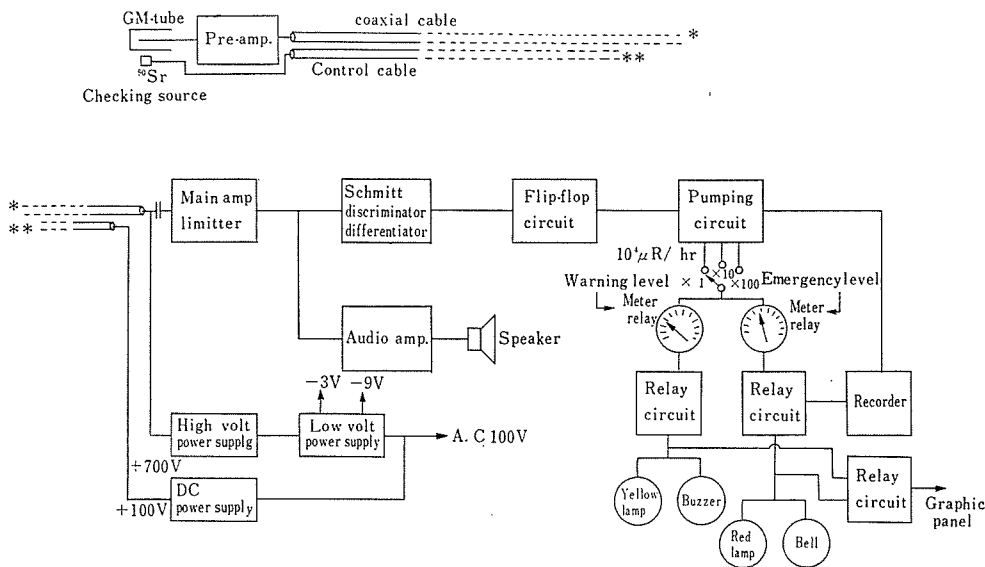 GM-tube
coaxial cable
Pre-amp.
*
**
⁹⁰Sr
Control cable
Checking source
*
**
Main amp
limitter
Schmitt
discriminator
differentiator
Flip-flop
circuit
Pumping
circuit
10⁴μR/hr
×1
×10
×100
Warning level
Emergencylevel
Meter
relay
Meter
relay
Audio amp.
Speaker
−3V
−9V
Relay
circuit
Relay
circuit
Recorder
High volt
power supplg
Low volt
power supply
A.C 100V
+700V
DC
power supply
+100V
Yellow
lamp
Buzzer
Relay
circuit
Graphic
panel
Red
lamp
Bell